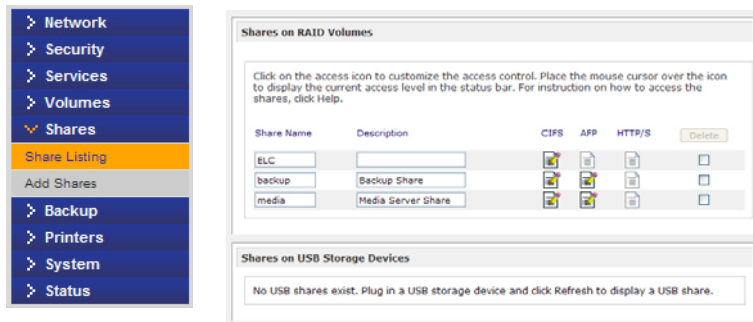 Network
Security
Services
Volumes
Shares
Share Listing
Add Shares
Backup
Printers
System
Status
Shares on RAID Volumes
Click on the access icon to customize the access control. Place the mouse cursor over the icon
to display the current access level in the status bar. For instruction on how to access the
shares, click Help.
Share Name Description CIFS AFP HTTP/S Delete
ELC
backup Backup Share
media Media Server Share
Shares on USB Storage Devices
No USB shares exist. Plug in a USB storage device and click Refresh to display a USB share.